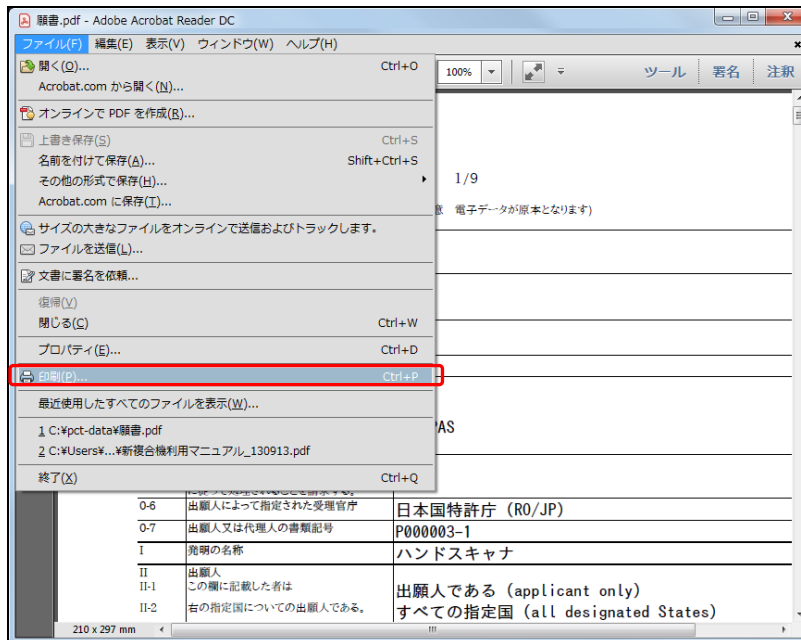 願書.pdf - Adobe Acrobat Reader DC
ファイル(F) 編集(E) 表示(V) ウィンドウ(W) ヘルプ(H)
開く(O)... Ctrl+O
Acrobat.com から開く(N)...
オンラインで PDF を作成(R)...
上書き保存(S) Ctrl+S
名前を付けて保存(A)... Shift+Ctrl+S
その他の形式で保存(H)...
Acrobat.com に保存(T)...
サイズの大きなファイルをオンラインで送信およびトラックします。
ファイルを送信(L)...
文書に署名を依頼...
復帰(V)
閉じる(C) Ctrl+W
プロパティ(E)... Ctrl+D
印刷(P)... Ctrl+P
最近使用したすべてのファイルを表示(W)...
1 C:¥pct-data¥願書.pdf
2 C:¥Users¥...¥新複合機利用マニュアル_130913.pdf
終了(X) Ctrl+Q
100% ツール 署名 注釈
1/9
意 電子データが原本となります)
PAS
0-6 出願人によって指定された受理官庁 日本国特許庁 (RO/JP)
0-7 出願人又は代理人の書類記号 P000003-1
I 発明の名称 ハンドスキャナ
II 出願人
II-1 この欄に記載した者は 出願人である (applicant only)
II-2 右の指定国についての出願人である。 すべての指定国 (all designated States)
210 x 297 mm